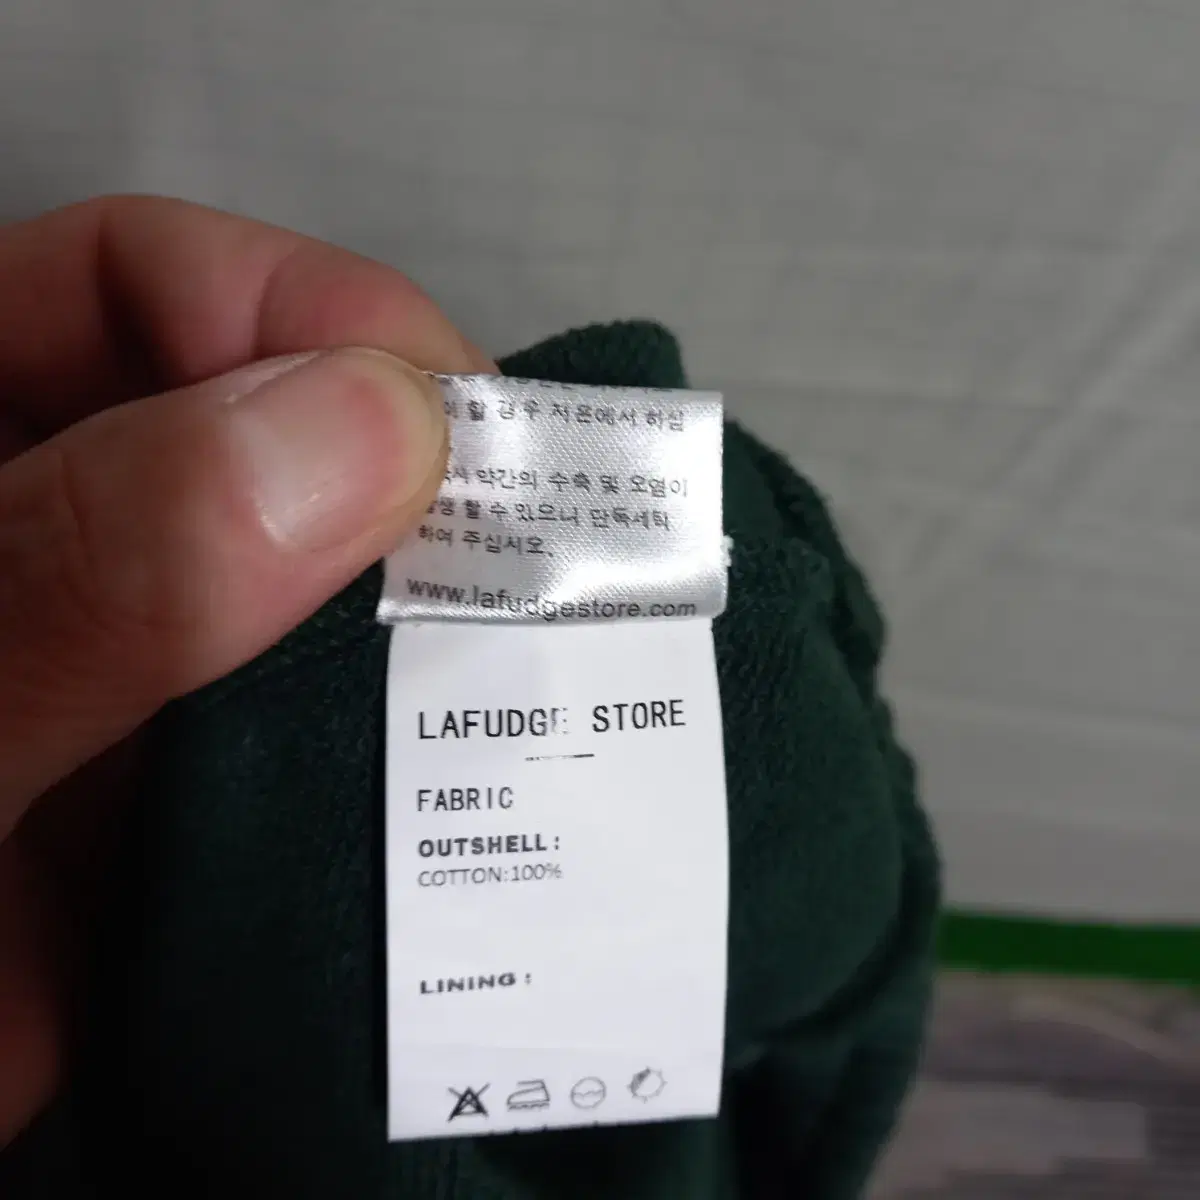 할 경우 저온에서 하십
약간의 수축 및 오염이
할 수 있으니 단독세탁
하여 주십시오.
www.lafudgestore.com
LAFUDGE STORE
FABRIC
OUTSHELL:
COTTON:100%
LINING: